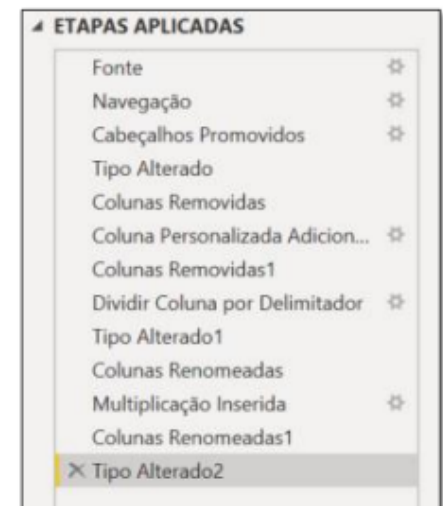 ETAPAS APLICADAS
Fonte
Navegação
Cabeçalhos Promovidos
Tipo Alterado
Colunas Removidas
Coluna Personalizada Adicion...
Colunas Removidas1
Dividir Coluna por Delimitador
Tipo Alterado1
Colunas Renomeadas
Multiplicação Inserida
Colunas Renomeadas1
Tipo Alterado2